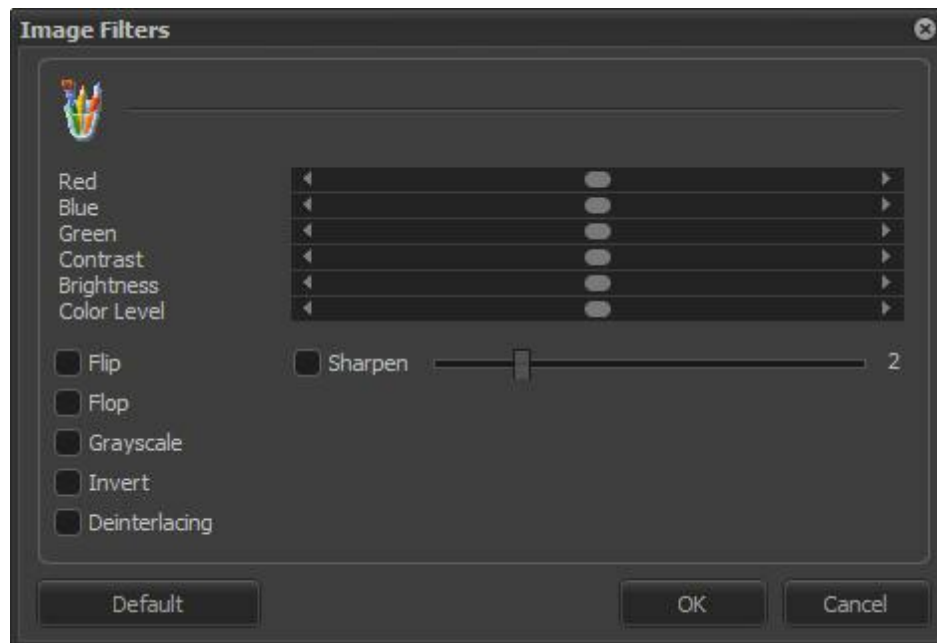 Image Filters
Red
Blue
Green
Contrast
Brightness
Color Level
Flip
Sharpen 2
Flop
Grayscale
Invert
Deinterlacing
Default OK Cancel